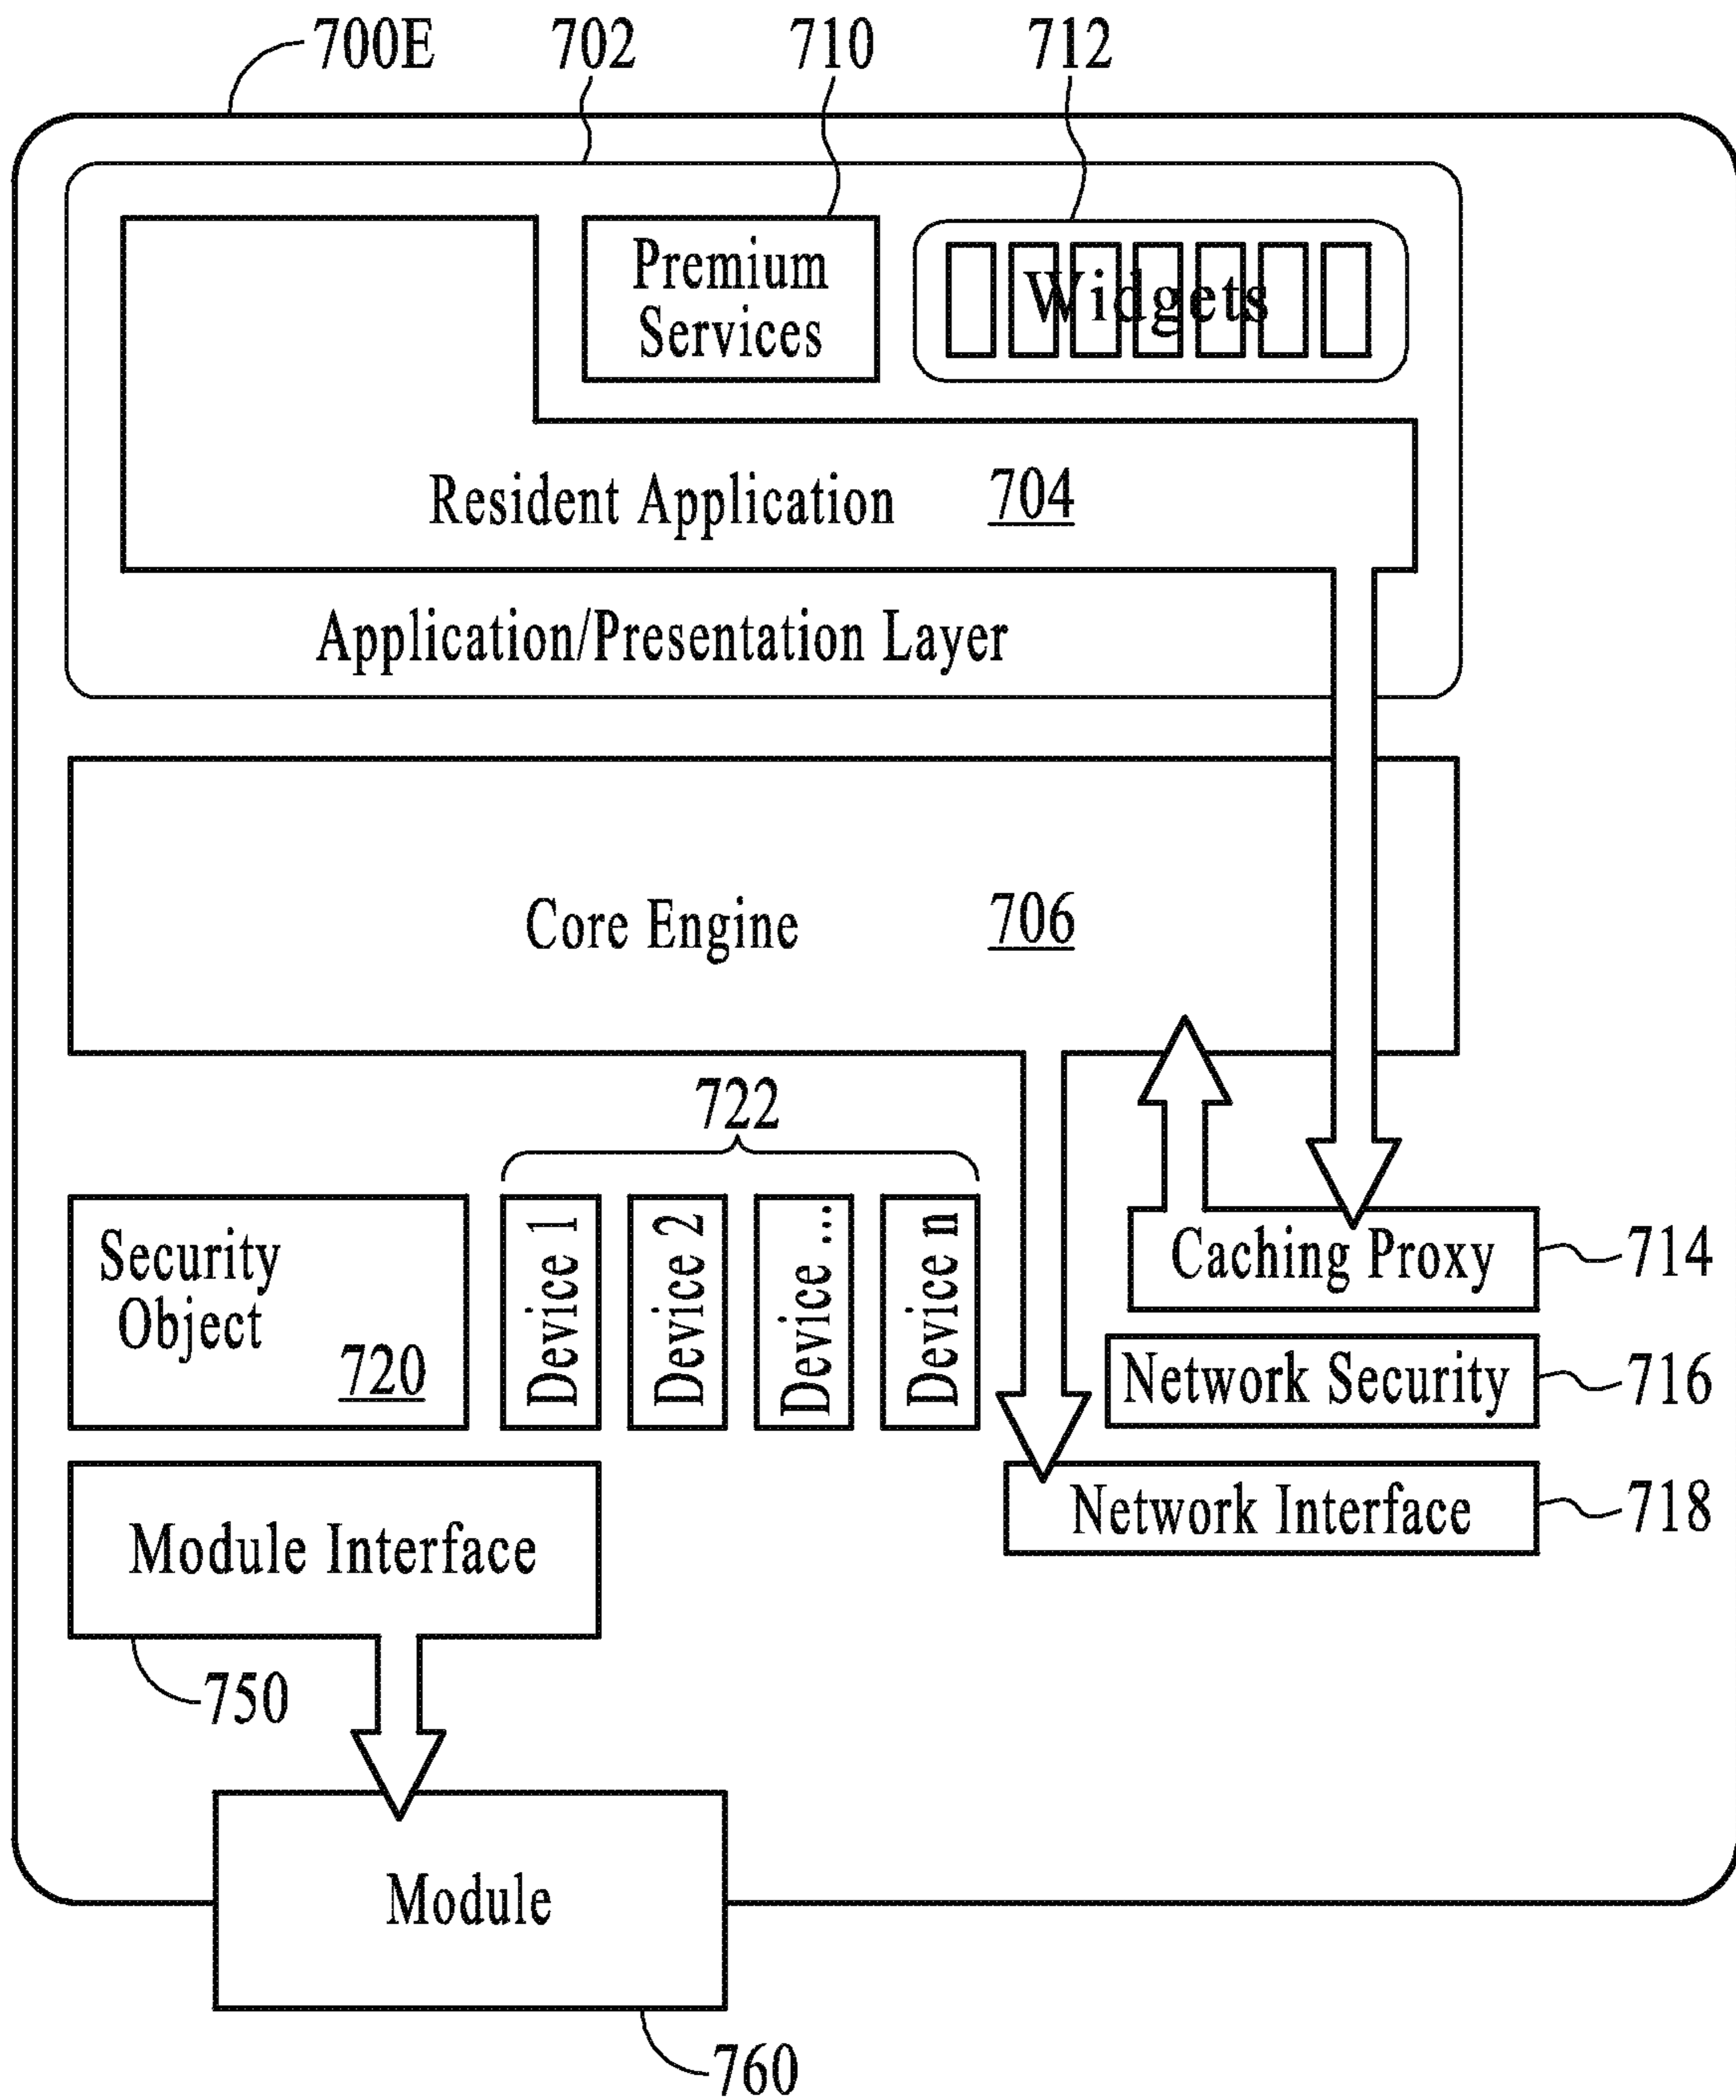 700E
702
710
712
Premium
Services
Widgets
Resident Application 704
Application/Presentation Layer
Core Engine 706
722
Security
Object
720
Device 1
Device 2
Device ...
Device n
Caching Proxy
714
Network Security
716
Network Interface
718
Module Interface
750
Module
760